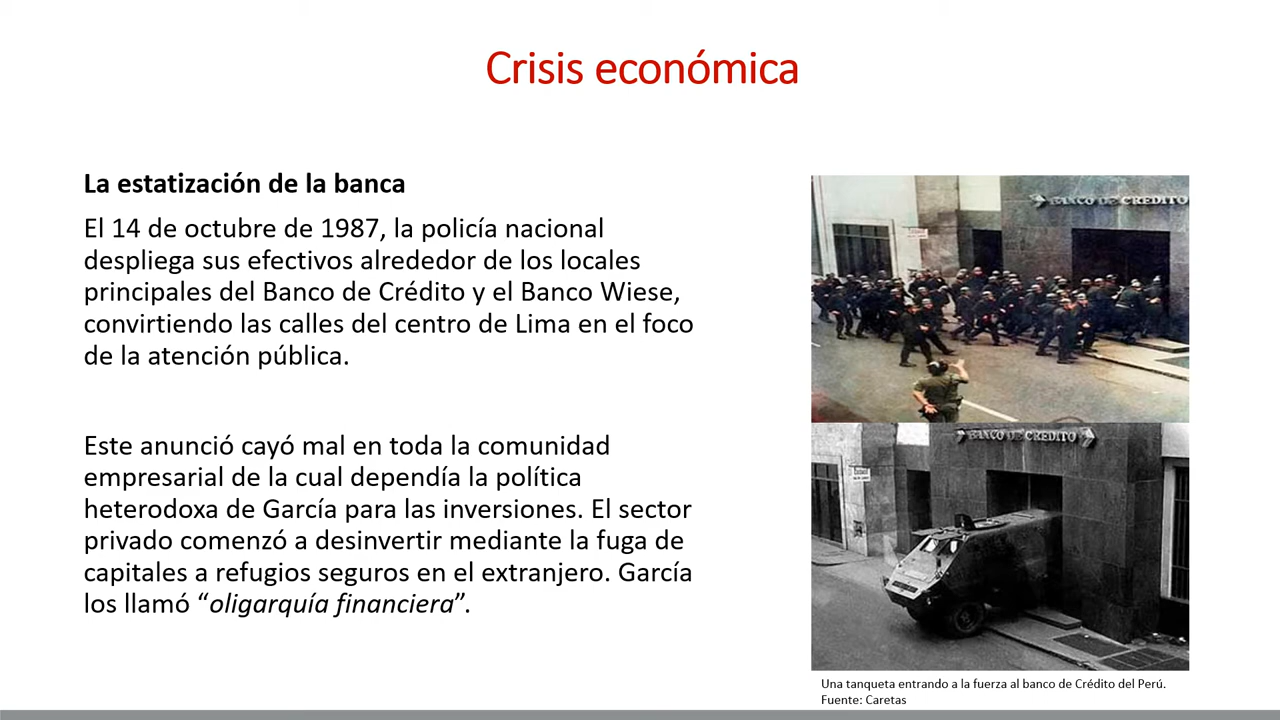 Crisis económica
La estatización de la banca
El 14 de octubre de 1987, la policía nacional
despliega sus efectivos alrededor de los locales
principales del Banco de Crédito y el Banco Wiese,
convirtiendo las calles del centro de Lima en el foco
de la atención pública.
Este anunció cayó mal en toda la comunidad
empresarial de la cual dependía la política
heterodoxa de García para las inversiones. El sector
privado comenzó a desinvertir mediante la fuga de
capitales a refugios seguros en el extranjero. García
los llamó “oligarquía financiera”.
BANCO DE CREDITO
BANCO DE CREDITO
Una tanqueta entrando a la fuerza al banco de Crédito del Perú.
Fuente: Caretas